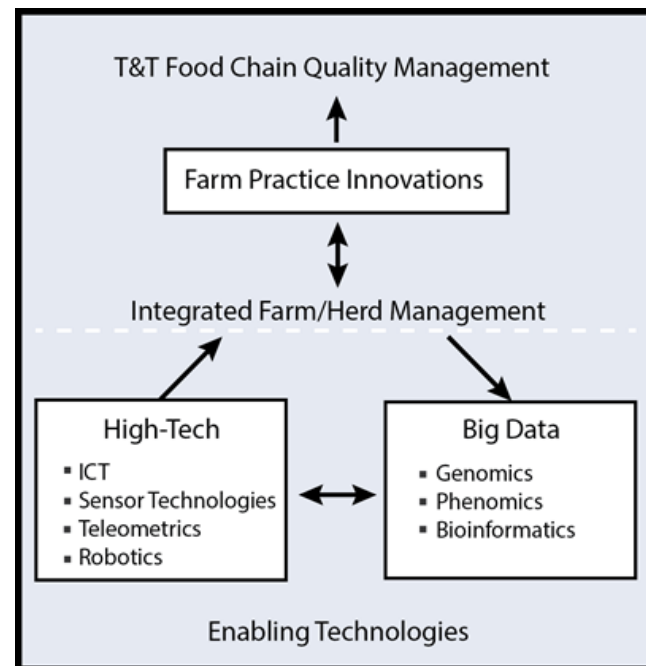 T&T Food Chain Quality Management
Farm Practice Innovations
Integrated Farm/Herd Management
High-Tech
▪ ICT
▪ Sensor Technologies
▪ Teleometrics
▪ Robotics
Big Data
▪ Genomics
▪ Phenomics
▪ Bioinformatics
Enabling Technologies